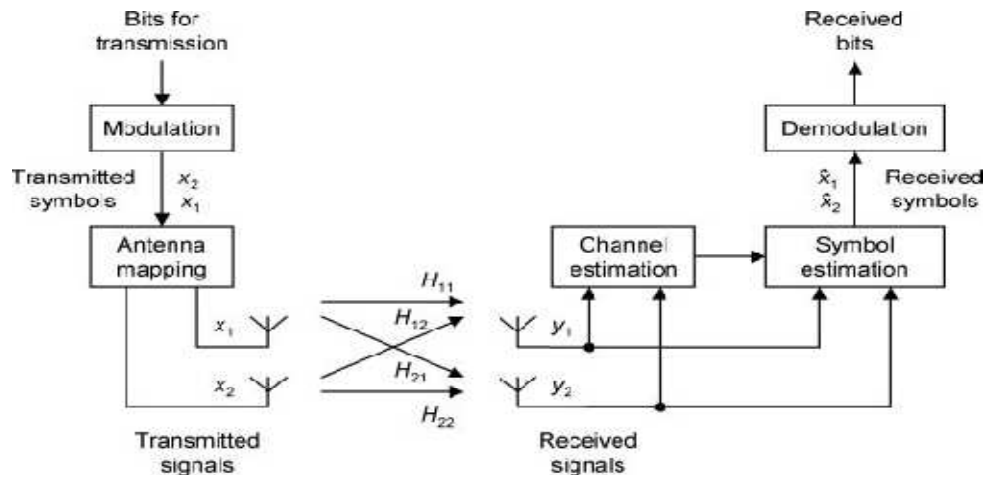 Bits for
transmission
Modulation
Transmitted
symbols
x₂
x₁
Antenna
mapping
x₁
x₂
Transmitted
signals
H₁₁
H₁₂
H₂₁
H₂₂
Received
bits
Demodulation
x̂₁
x̂₂
Received
symbols
Channel
estimation
Symbol
estimation
y₁
y₂
Received
signals